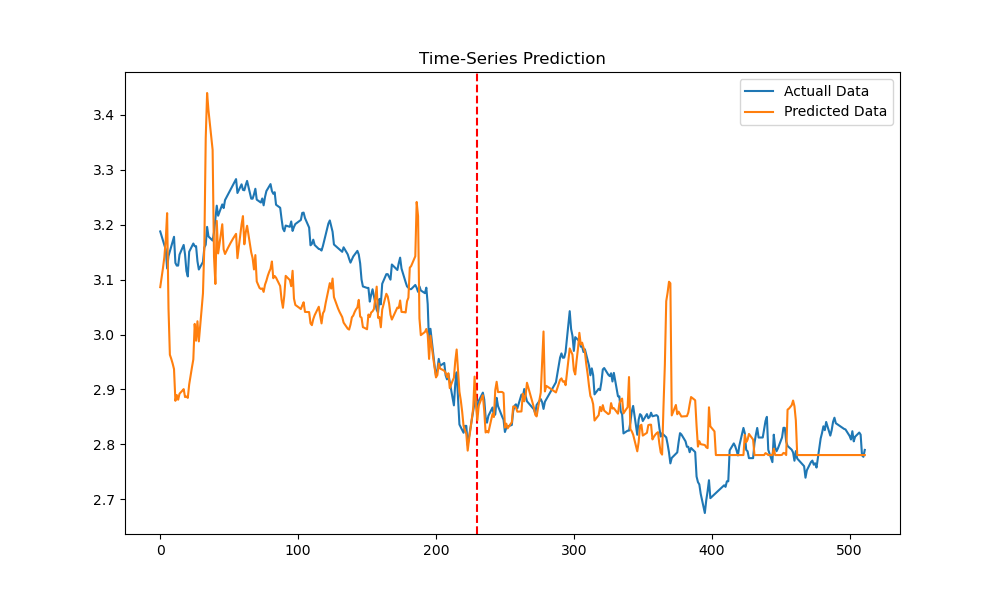 Time-Series Prediction
Actuall Data
Predicted Data
3.4
3.3
3.2
3.1
3.0
2.9
2.8
2.7
0 100 200 300 400 500